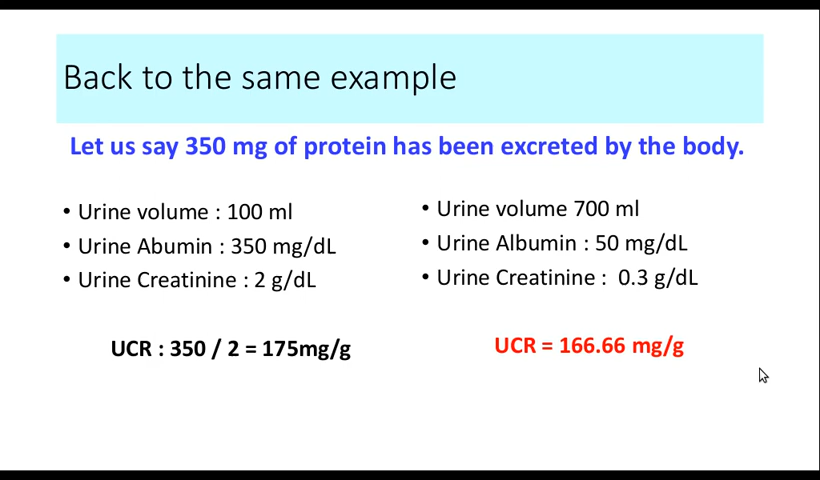 Back to the same example
Let us say 350 mg of protein has been excreted by the body.
• Urine volume : 100 ml
• Urine Abumin : 350 mg/dL
• Urine Creatinine : 2 g/dL
UCR : 350 / 2 = 175mg/g
• Urine volume 700 ml
• Urine Albumin : 50 mg/dL
• Urine Creatinine :  0.3 g/dL
UCR = 166.66 mg/g